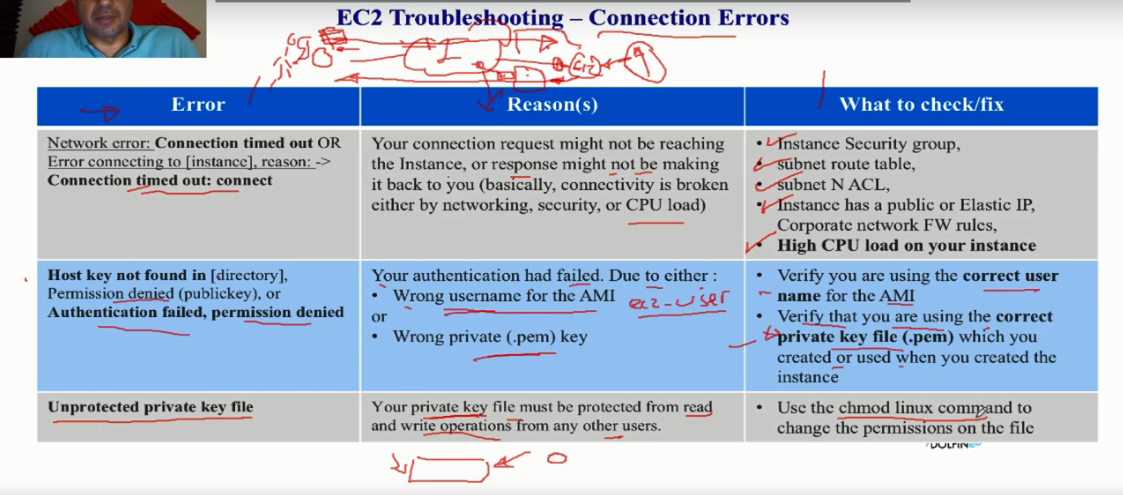 EC2 Troubleshooting – Connection Errors
Error
Reason(s)
What to check/fix
Network error: Connection timed out OR
Error connecting to [instance], reason: ->
Connection timed out: connect
Your connection request might not be reaching
the Instance, or response might not be making
it back to you (basically, connectivity is broken
either by networking, security, or CPU load)
• Instance Security group,
• subnet route table,
• subnet N ACL,
• Instance has a public or Elastic IP,
Corporate network FW rules,
• High CPU load on your instance
Host key not found in [directory],
Permission denied (publickey), or
Authentication failed, permission denied
Your authentication had failed. Due to either :
• Wrong username for the AMI
ec2-user
or
• Wrong private (.pem) key
• Verify you are using the correct user
name for the AMI
• Verify that you are using the correct
private key file (.pem) which you
created or used when you created the
instance
Unprotected private key file
Your private key file must be protected from read
and write operations from any other users.
• Use the chmod linux command to
change the permissions on the file